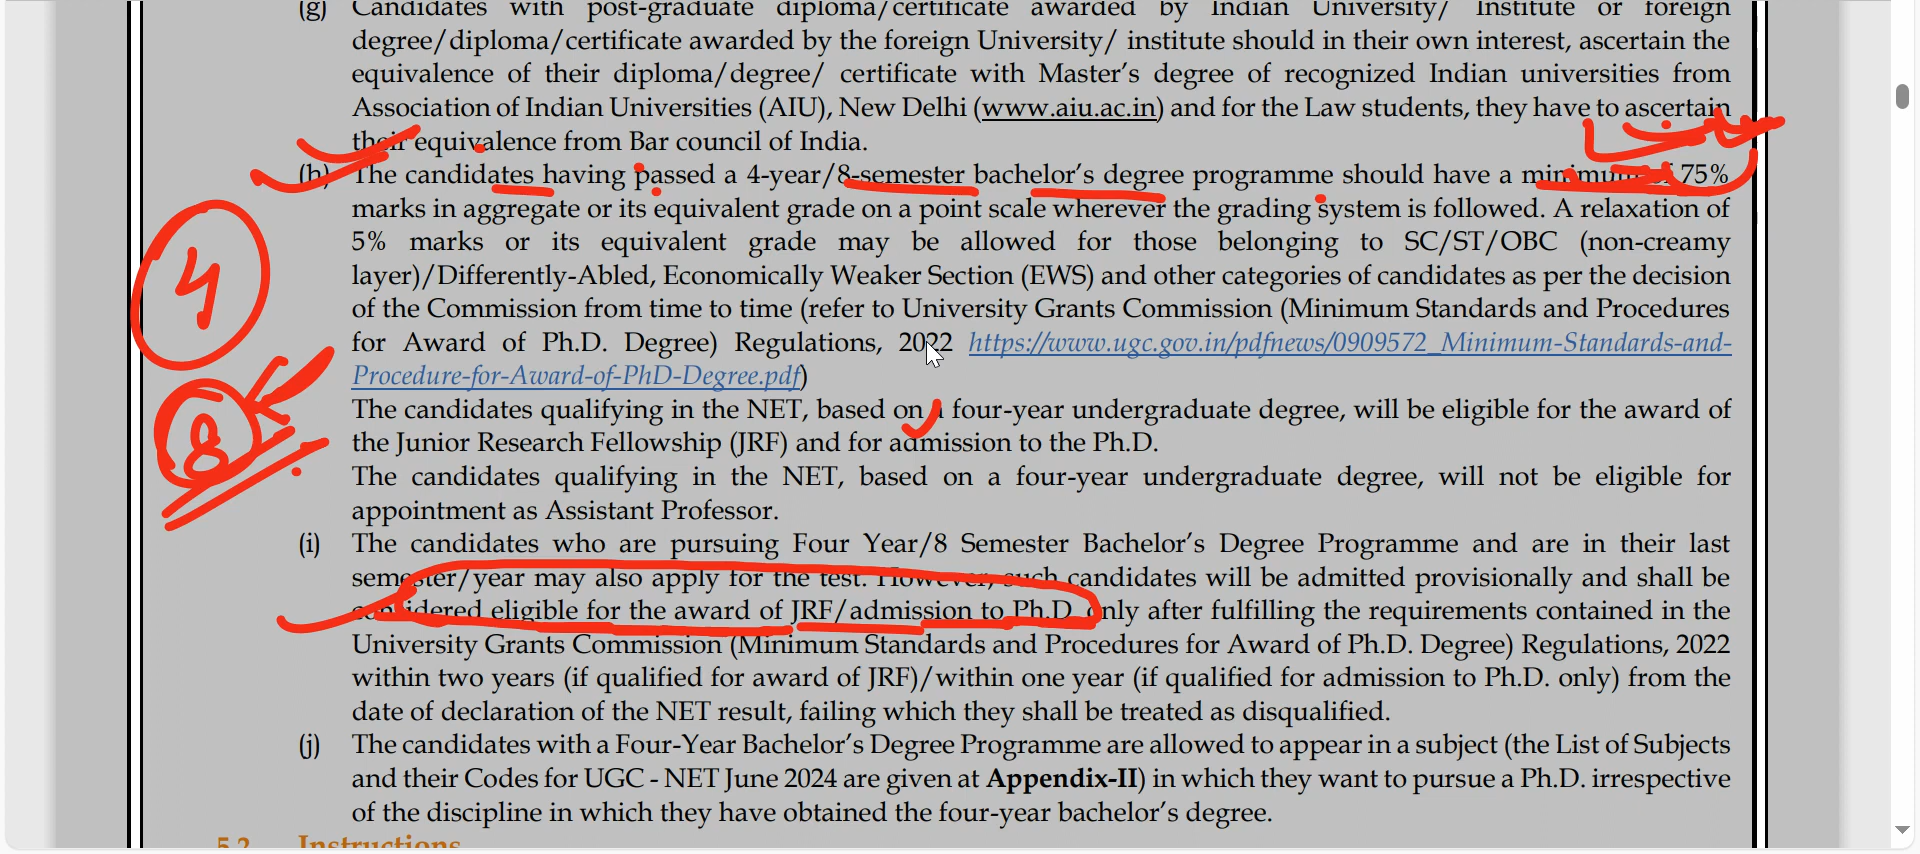 (g) Candidates with post-graduate diploma/certificate awarded by Indian University/ Institute or foreign
degree/diploma/certificate awarded by the foreign University/ institute should in their own interest, ascertain the
equivalence of their diploma/degree/ certificate with Master's degree of recognized Indian universities from
Association of Indian Universities (AIU), New Delhi (www.aiu.ac.in) and for the Law students, they have to ascertain
their equivalence from Bar council of India.
(h) The candidates having passed a 4-year/8-semester bachelor's degree programme should have a minimum of 75%
marks in aggregate or its equivalent grade on a point scale wherever the grading system is followed. A relaxation of
5% marks or its equivalent grade may be allowed for those belonging to SC/ST/OBC (non-creamy
layer)/Differently-Abled, Economically Weaker Section (EWS) and other categories of candidates as per the decision
of the Commission from time to time (refer to University Grants Commission (Minimum Standards and Procedures
for Award of Ph.D. Degree) Regulations, 2022 https://www.ugc.gov.in/pdfnews/0909572_Minimum-Standards-and-
Procedure-for-Award-of-PhD-Degree.pdf)
The candidates qualifying in the NET, based on a four-year undergraduate degree, will be eligible for the award of
the Junior Research Fellowship (JRF) and for admission to the Ph.D.
The candidates qualifying in the NET, based on a four-year undergraduate degree, will not be eligible for
appointment as Assistant Professor.
(i) The candidates who are pursuing Four Year/8 Semester Bachelor's Degree Programme and are in their last
semester/year may also apply for the test. However, such candidates will be admitted provisionally and shall be
considered eligible for the award of JRF/admission to Ph.D. only after fulfilling the requirements contained in the
University Grants Commission (Minimum Standards and Procedures for Award of Ph.D. Degree) Regulations, 2022
within two years (if qualified for award of JRF)/within one year (if qualified for admission to Ph.D. only) from the
date of declaration of the NET result, failing which they shall be treated as disqualified.
(j) The candidates with a Four-Year Bachelor's Degree Programme are allowed to appear in a subject (the List of Subjects
and their Codes for UGC - NET June 2024 are given at Appendix-II) in which they want to pursue a Ph.D. irrespective
of the discipline in which they have obtained the four-year bachelor's degree.
5.2 Instructions
4
8